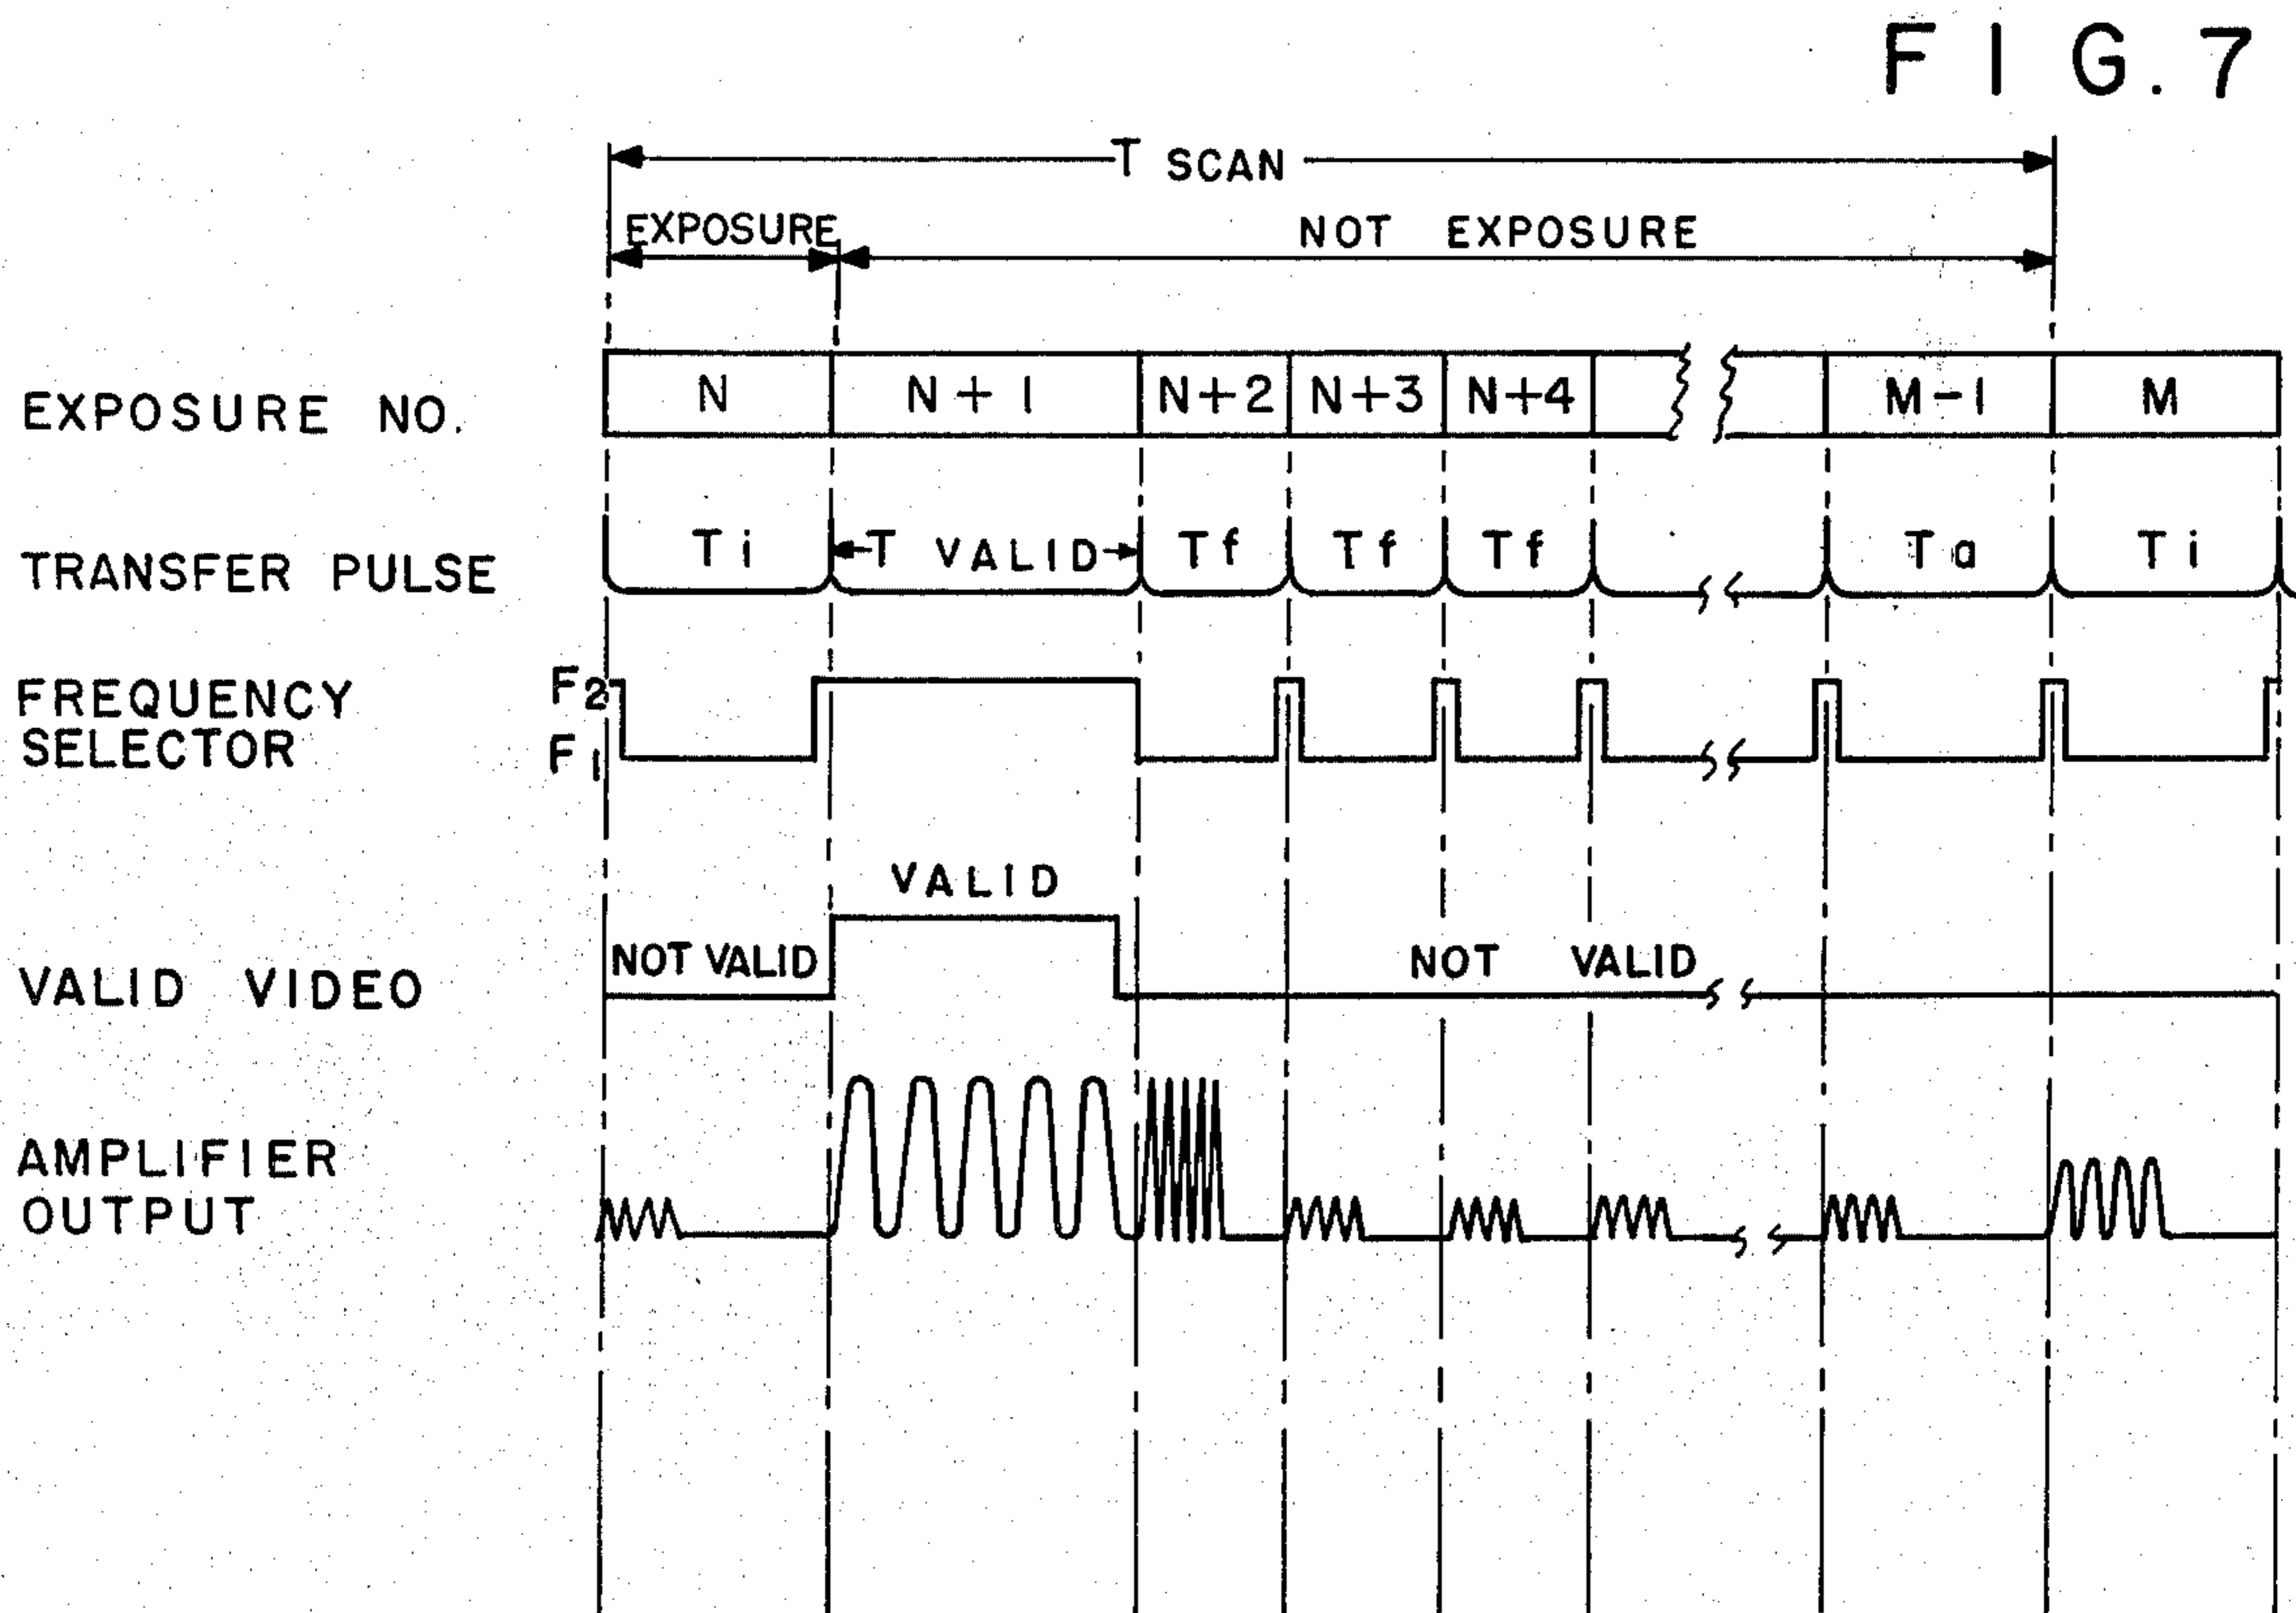 FIG. 7
T SCAN
EXPOSURE NOT EXPOSURE
EXPOSURE NO. N N+1 N+2 N+3 N+4 M-1 M
TRANSFER PULSE Ti T VALID Tf Tf Tf Ta Ti
FREQUENCY SELECTOR F2 F1
VALID
VALID VIDEO NOT VALID NOT VALID
AMPLIFIER OUTPUT